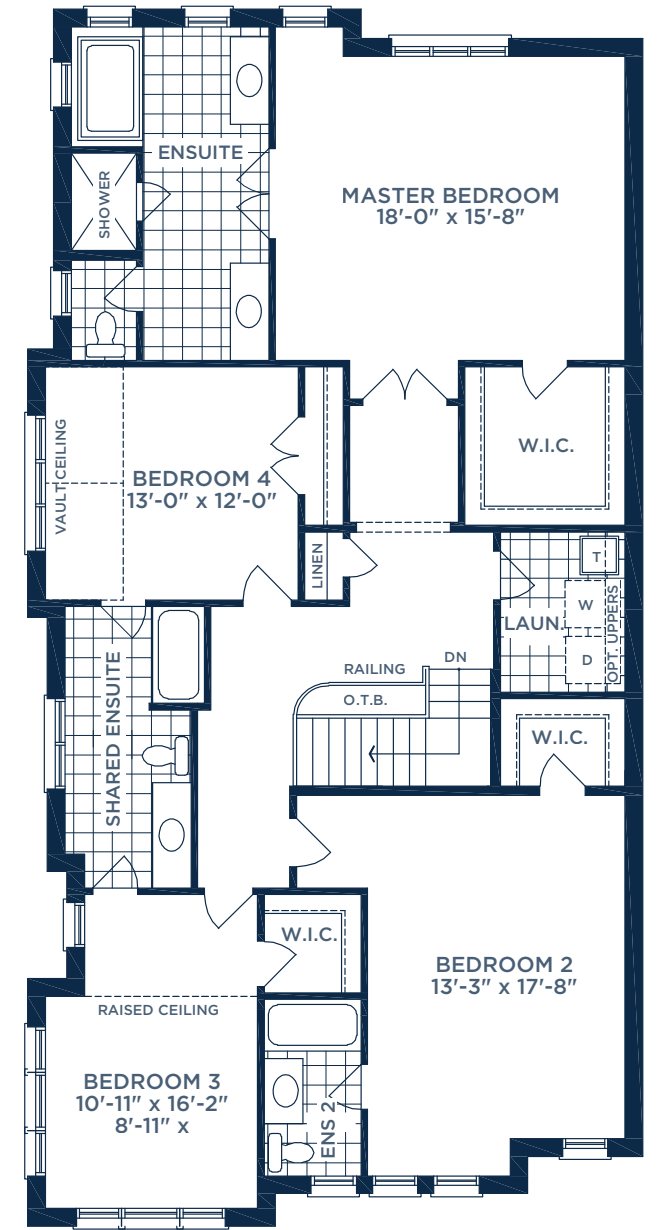 ENSUITE
SHOWER
MASTER BEDROOM
18'-0" x 15'-8"
W.I.C.
VAULT CEILING
BEDROOM 4
13'-0" x 12'-0"
LINEN
T
W
D
LAUN.
OPT. UPPERS
RAILING
DN
O.T.B.
SHARED ENSUITE
W.I.C.
W.I.C.
BEDROOM 2
13'-3" x 17'-8"
RAISED CEILING
BEDROOM 3
10'-11" x 16'-2"
8'-11" x
ENS 2